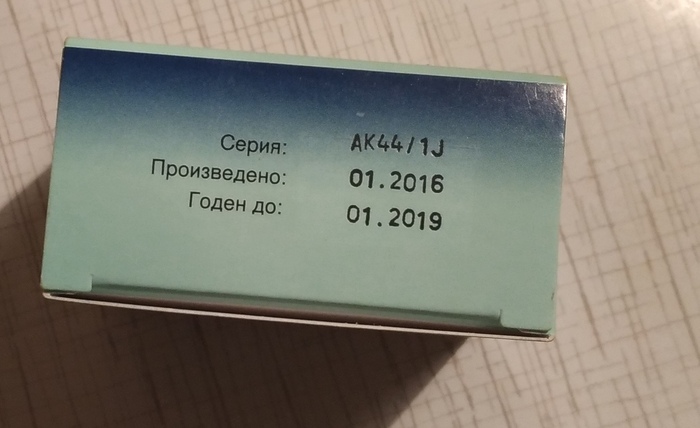 Серия: AK44/1J
Произведено: 01.2016
Годен до: 01.2019